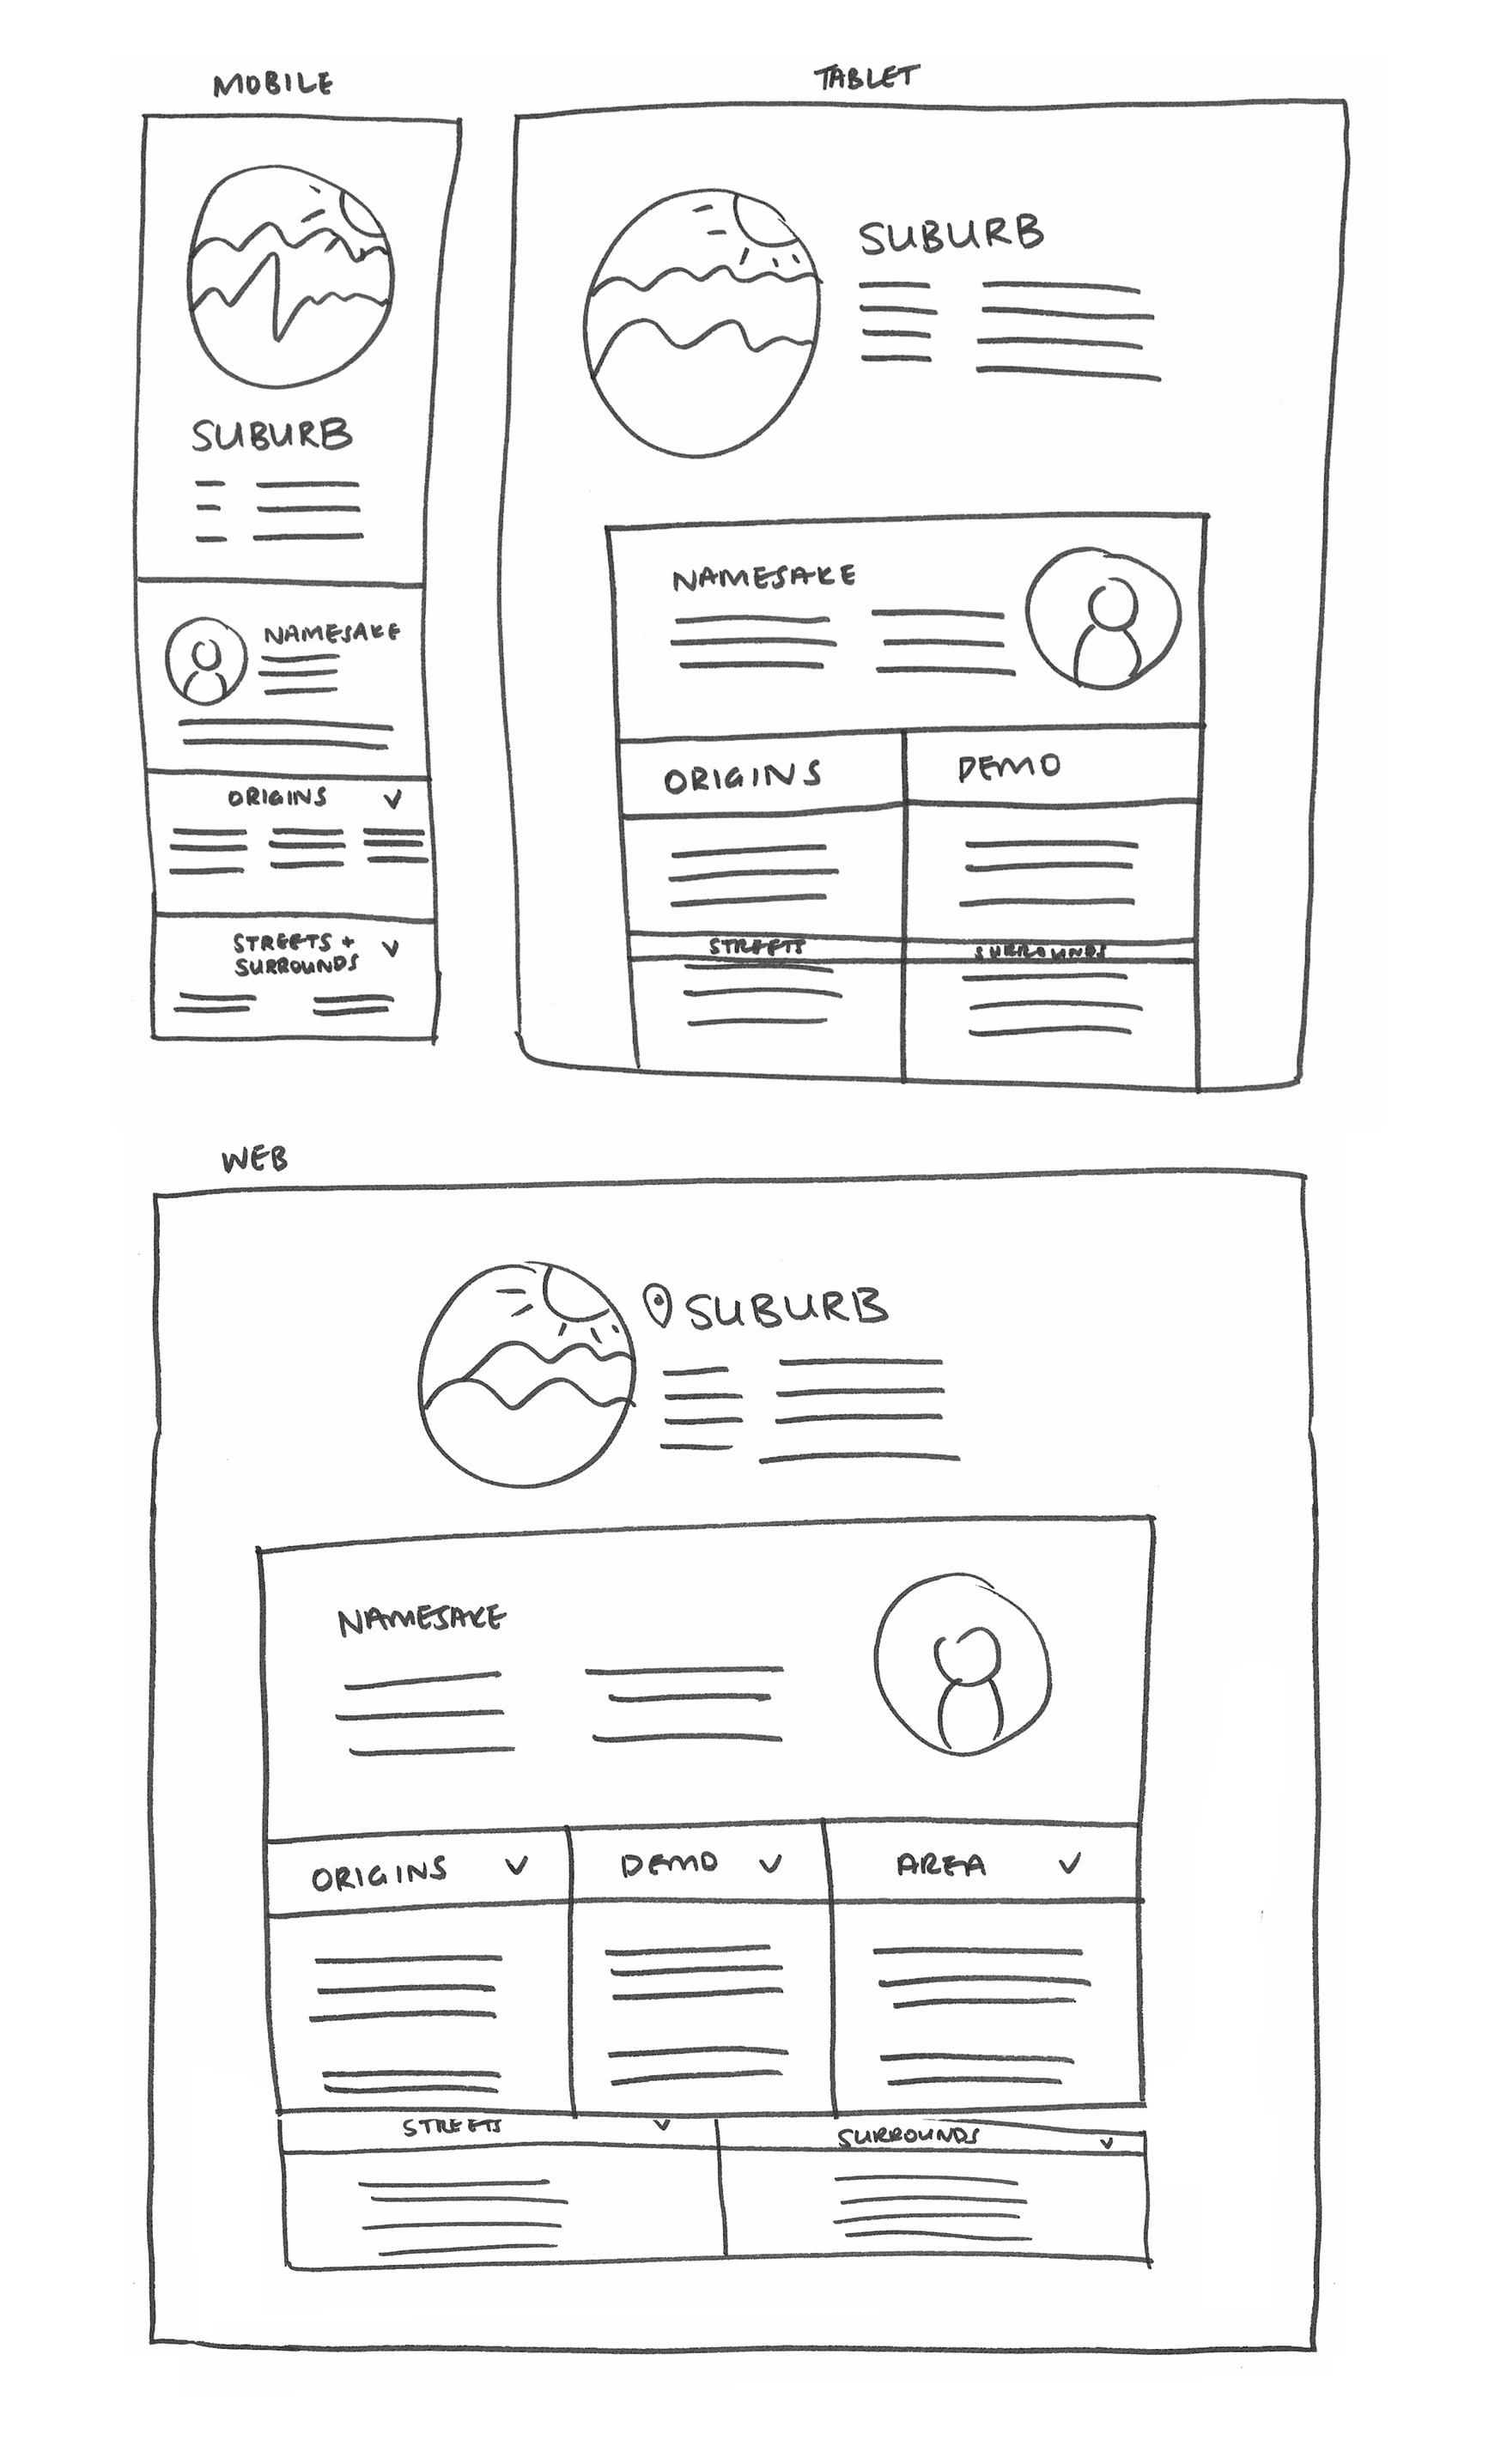 MOBILE
SUBURB
NAMESAKE
ORIGINS
STREETS +
SURROUNDS
TABLET
SUBURB
NAMESAKE
ORIGINS
DEMO
STREETS
SURROUNDS
WEB
SUBURB
NAMESAKE
ORIGINS
DEMO
AREA
STREETS
SURROUNDS